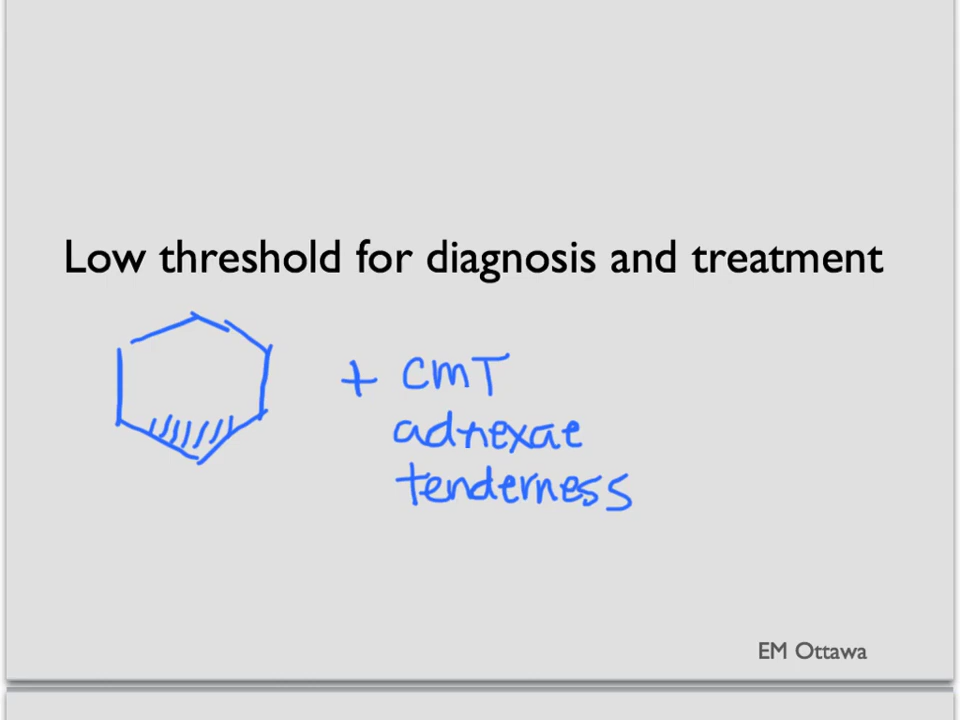 Low threshold for diagnosis and treatment
+ CMT
adnexae
tenderness
EM Ottawa